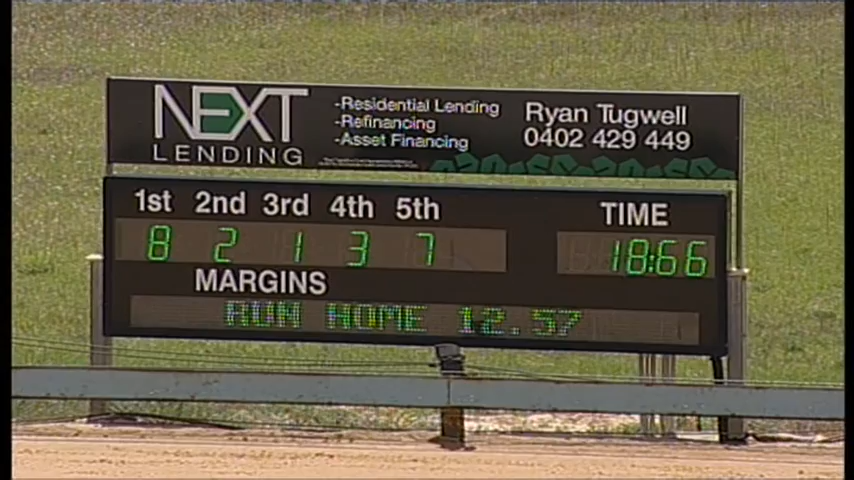 NEXT
LENDING
-Residential Lending
-Refinancing
-Asset Financing
Ryan Tugwell
0402 429 449
1st 2nd 3rd 4th 5th
8 2 1 3 7
TIME
18:66
MARGINS
RUN HOME 12.57